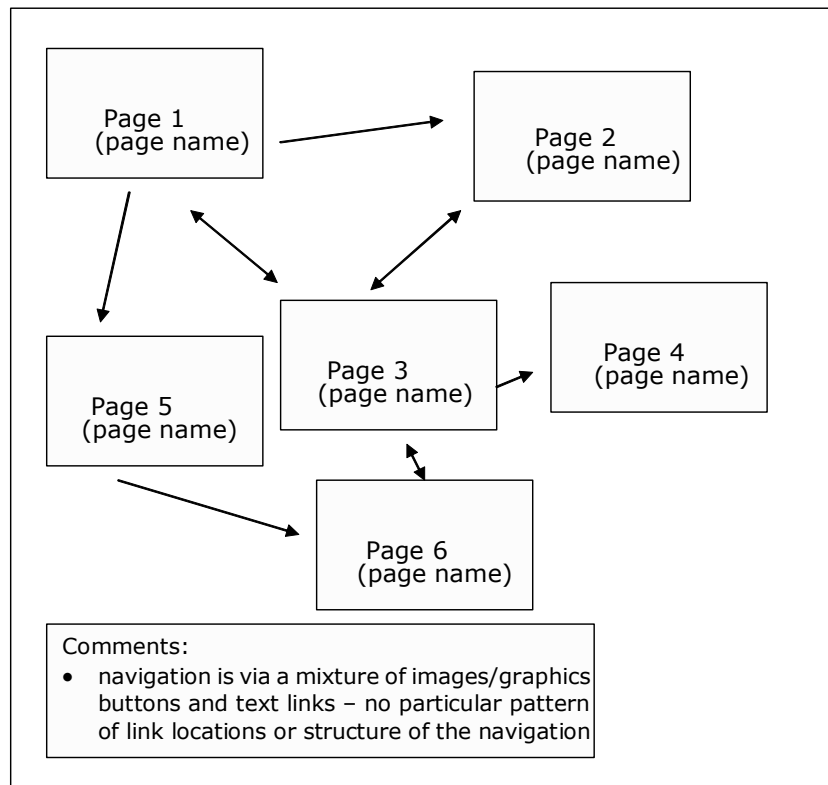 Page 1
(page name)
Page 2
(page name)
Page 3
(page name)
Page 4
(page name)
Page 5
(page name)
Page 6
(page name)
Comments:
• navigation is via a mixture of images/graphics
buttons and text links – no particular pattern
of link locations or structure of the navigation